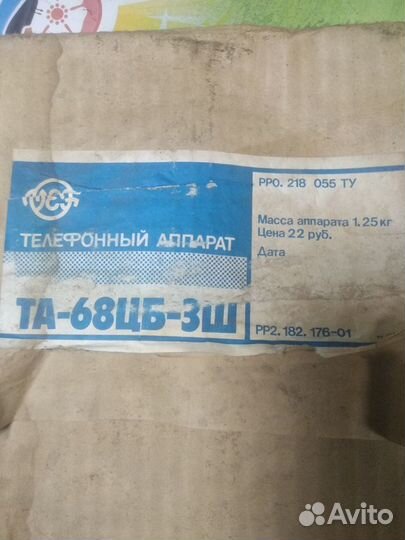 ТЕЛЕФОННЫЙ АППАРАТ
ТА-68ЦБ-3Ш
РР0. 218 055 ТУ
Масса аппарата 1.25 кг
Цена 22 руб.
Дата
РР2. 182. 176-01
Avito